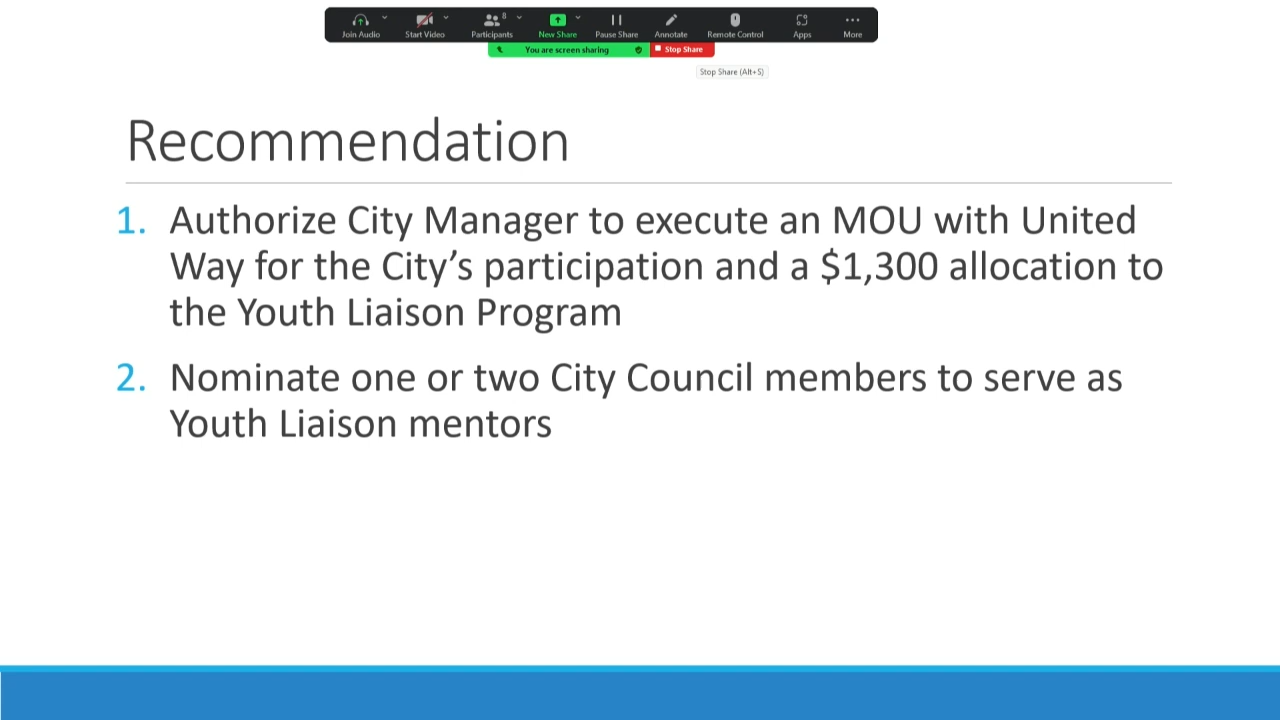 8
Join Audio Start Video Participants New Share Pause Share Annotate Remote Control Apps More
You are screen sharing Stop Share
Stop Share (Alt+S)
Recommendation
1. Authorize City Manager to execute an MOU with United
Way for the City’s participation and a $1,300 allocation to
the Youth Liaison Program
2. Nominate one or two City Council members to serve as
Youth Liaison mentors